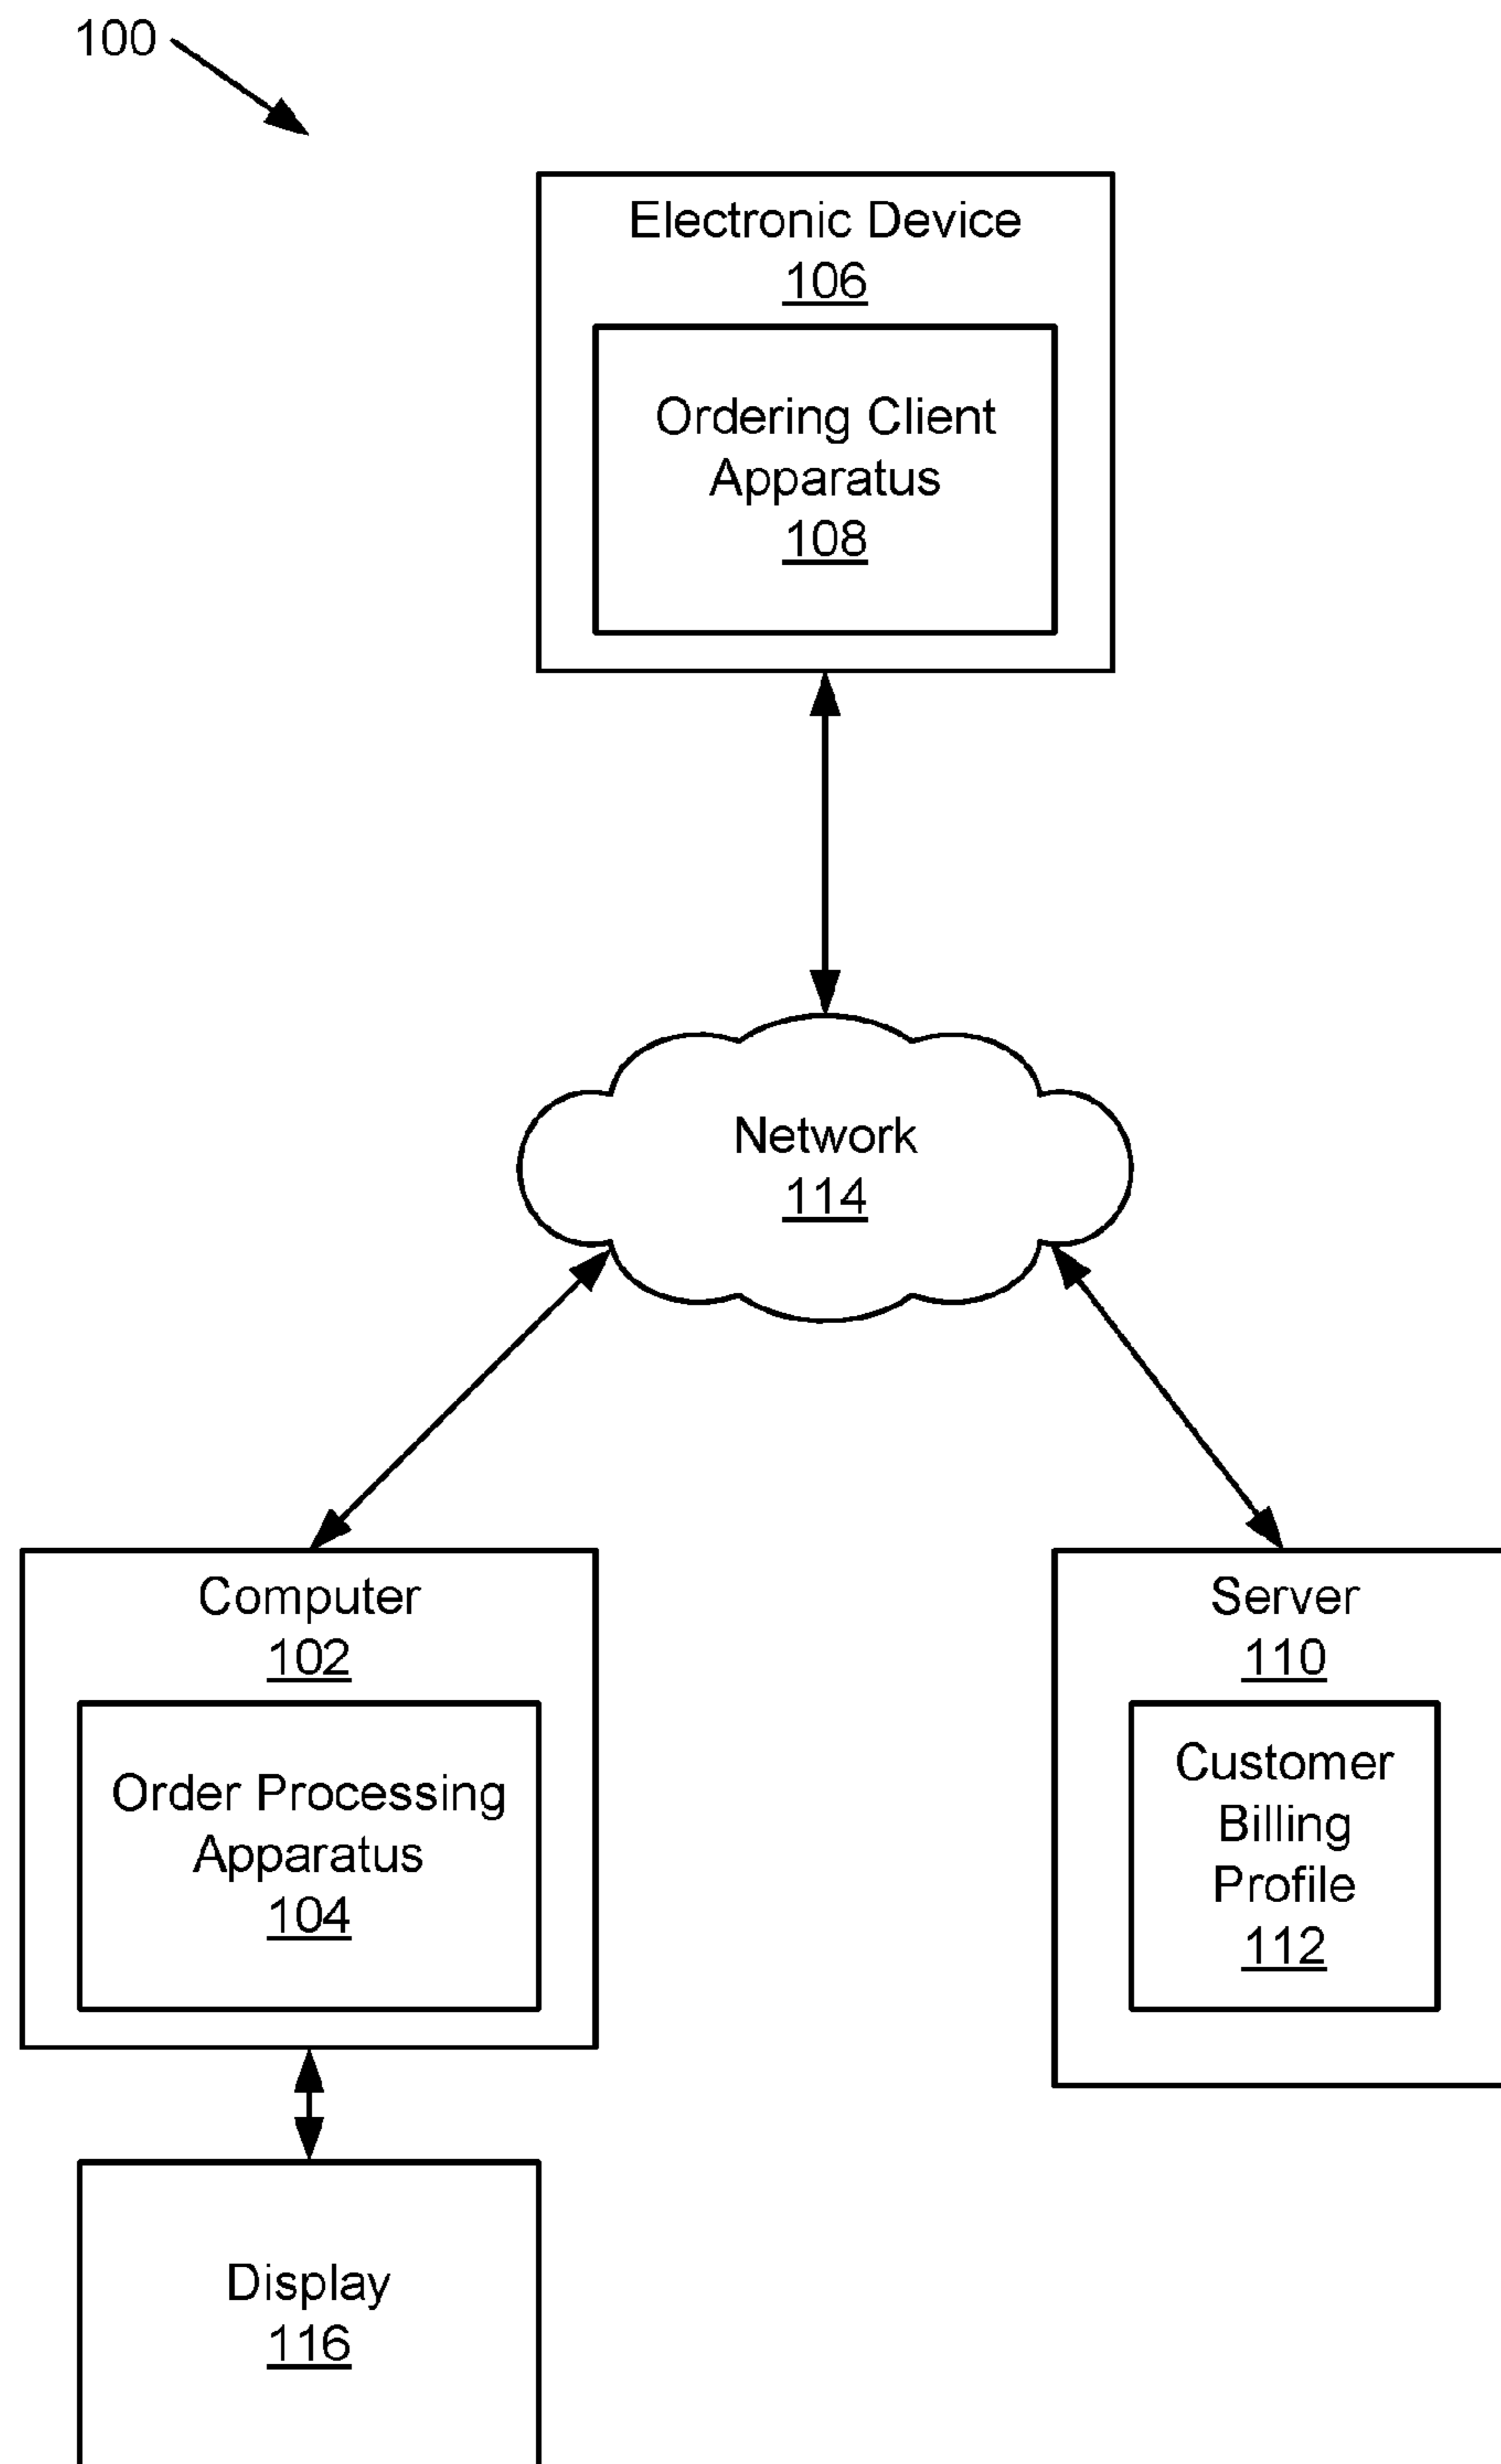 100
Electronic Device
106
Ordering Client
Apparatus
108
Network
114
Computer
102
Order Processing
Apparatus
104
Server
110
Customer
Billing
Profile
112
Display
116